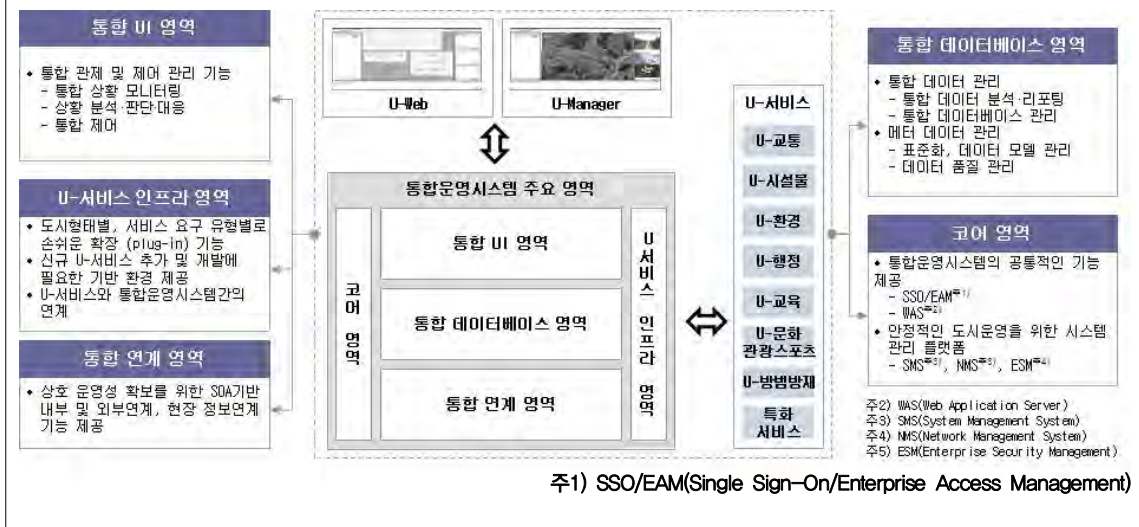 통합 UI 영역
• 통합 관제 및 제어 관리 기능
- 통합 상황 모니터링
- 상황 분석·판단·대응
- 통합 제어
U-서비스 인프라 영역
• 도시형태별, 서비스 요구 유형별로
손쉬운 확장 (plug-in) 기능
• 신규 U-서비스 추가 및 개발에
필요한 기반 환경 제공
• U-서비스와 통합운영시스템간의
연계
통합 연계 영역
• 상호 운영성 확보를 위한 SOA기반
내부 및 외부연계, 현장 정보연계
기능 제공
U-Web
U-Manager
통합운영시스템 주요 영역
코어 영역
통합 UI 영역
통합 데이터베이스 영역
통합 연계 영역
U서비스 인프라 영역
U-서비스
U-교통
U-시설물
U-환경
U-행정
U-교육
U-문화
관광스포츠
U-방범방재
특화
서비스
통합 데이터베이스 영역
• 통합 데이터 관리
- 통합 데이터 분석·리포팅
- 통합 데이터베이스 관리
• 메타 데이터 관리
- 표준화, 데이터 모델 관리
- 데이터 품질 관리
코어 영역
• 통합운영시스템의 공통적인 기능
제공
- SSO/EAM주1)
- WAS주2)
• 안정적인 도시운영을 위한 시스템
관리 플랫폼
- SMS주3), NMS주3), ESM주4)
주2) WAS(Web Application Server)
주3) SMS(System Management System)
주4) NMS(Network Management System)
주5) ESM(Enterprise Security Management)
주1) SSO/EAM(Single Sign-On/Enterprise Access Management)